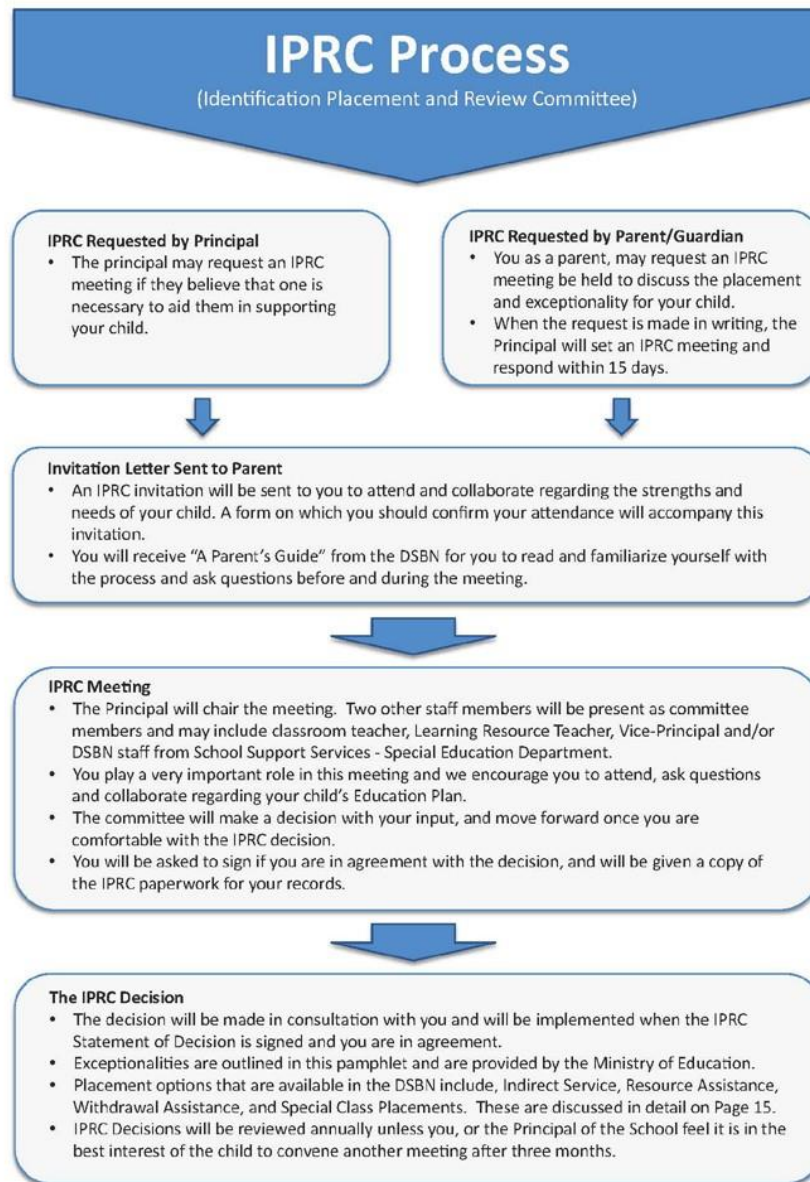 IPRC Process
(Identification Placement and Review Committee)
IPRC Requested by Principal
• The principal may request an IPRC
meeting if they believe that one is
necessary to aid them in supporting
your child.
IPRC Requested by Parent/Guardian
• You as a parent, may request an IPRC
meeting be held to discuss the placement
and exceptionality for your child.
• When the request is made in writing, the
Principal will set an IPRC meeting and
respond within 15 days.
Invitation Letter Sent to Parent
• An IPRC invitation will be sent to you to attend and collaborate regarding the strengths and
needs of your child. A form on which you should confirm your attendance will accompany this
invitation.
• You will receive “A Parent’s Guide” from the DSBN for you to read and familiarize yourself with
the process and ask questions before and during the meeting.
IPRC Meeting
• The Principal will chair the meeting. Two other staff members will be present as committee
members and may include classroom teacher, Learning Resource Teacher, Vice-Principal and/or
DSBN staff from School Support Services - Special Education Department.
• You play a very important role in this meeting and we encourage you to attend, ask questions
and collaborate regarding your child’s Education Plan.
• The committee will make a decision with your input, and move forward once you are
comfortable with the IPRC decision.
• You will be asked to sign if you are in agreement with the decision, and will be given a copy of
the IPRC paperwork for your records.
The IPRC Decision
• The decision will be made in consultation with you and will be implemented when the IPRC
Statement of Decision is signed and you are in agreement.
• Exceptionalities are outlined in this pamphlet and are provided by the Ministry of Education.
• Placement options that are available in the DSBN include, Indirect Service, Resource Assistance,
Withdrawal Assistance, and Special Class Placements. These are discussed in detail on Page 15.
• IPRC Decisions will be reviewed annually unless you, or the Principal of the School feel it is in the
best interest of the child to convene another meeting after three months.